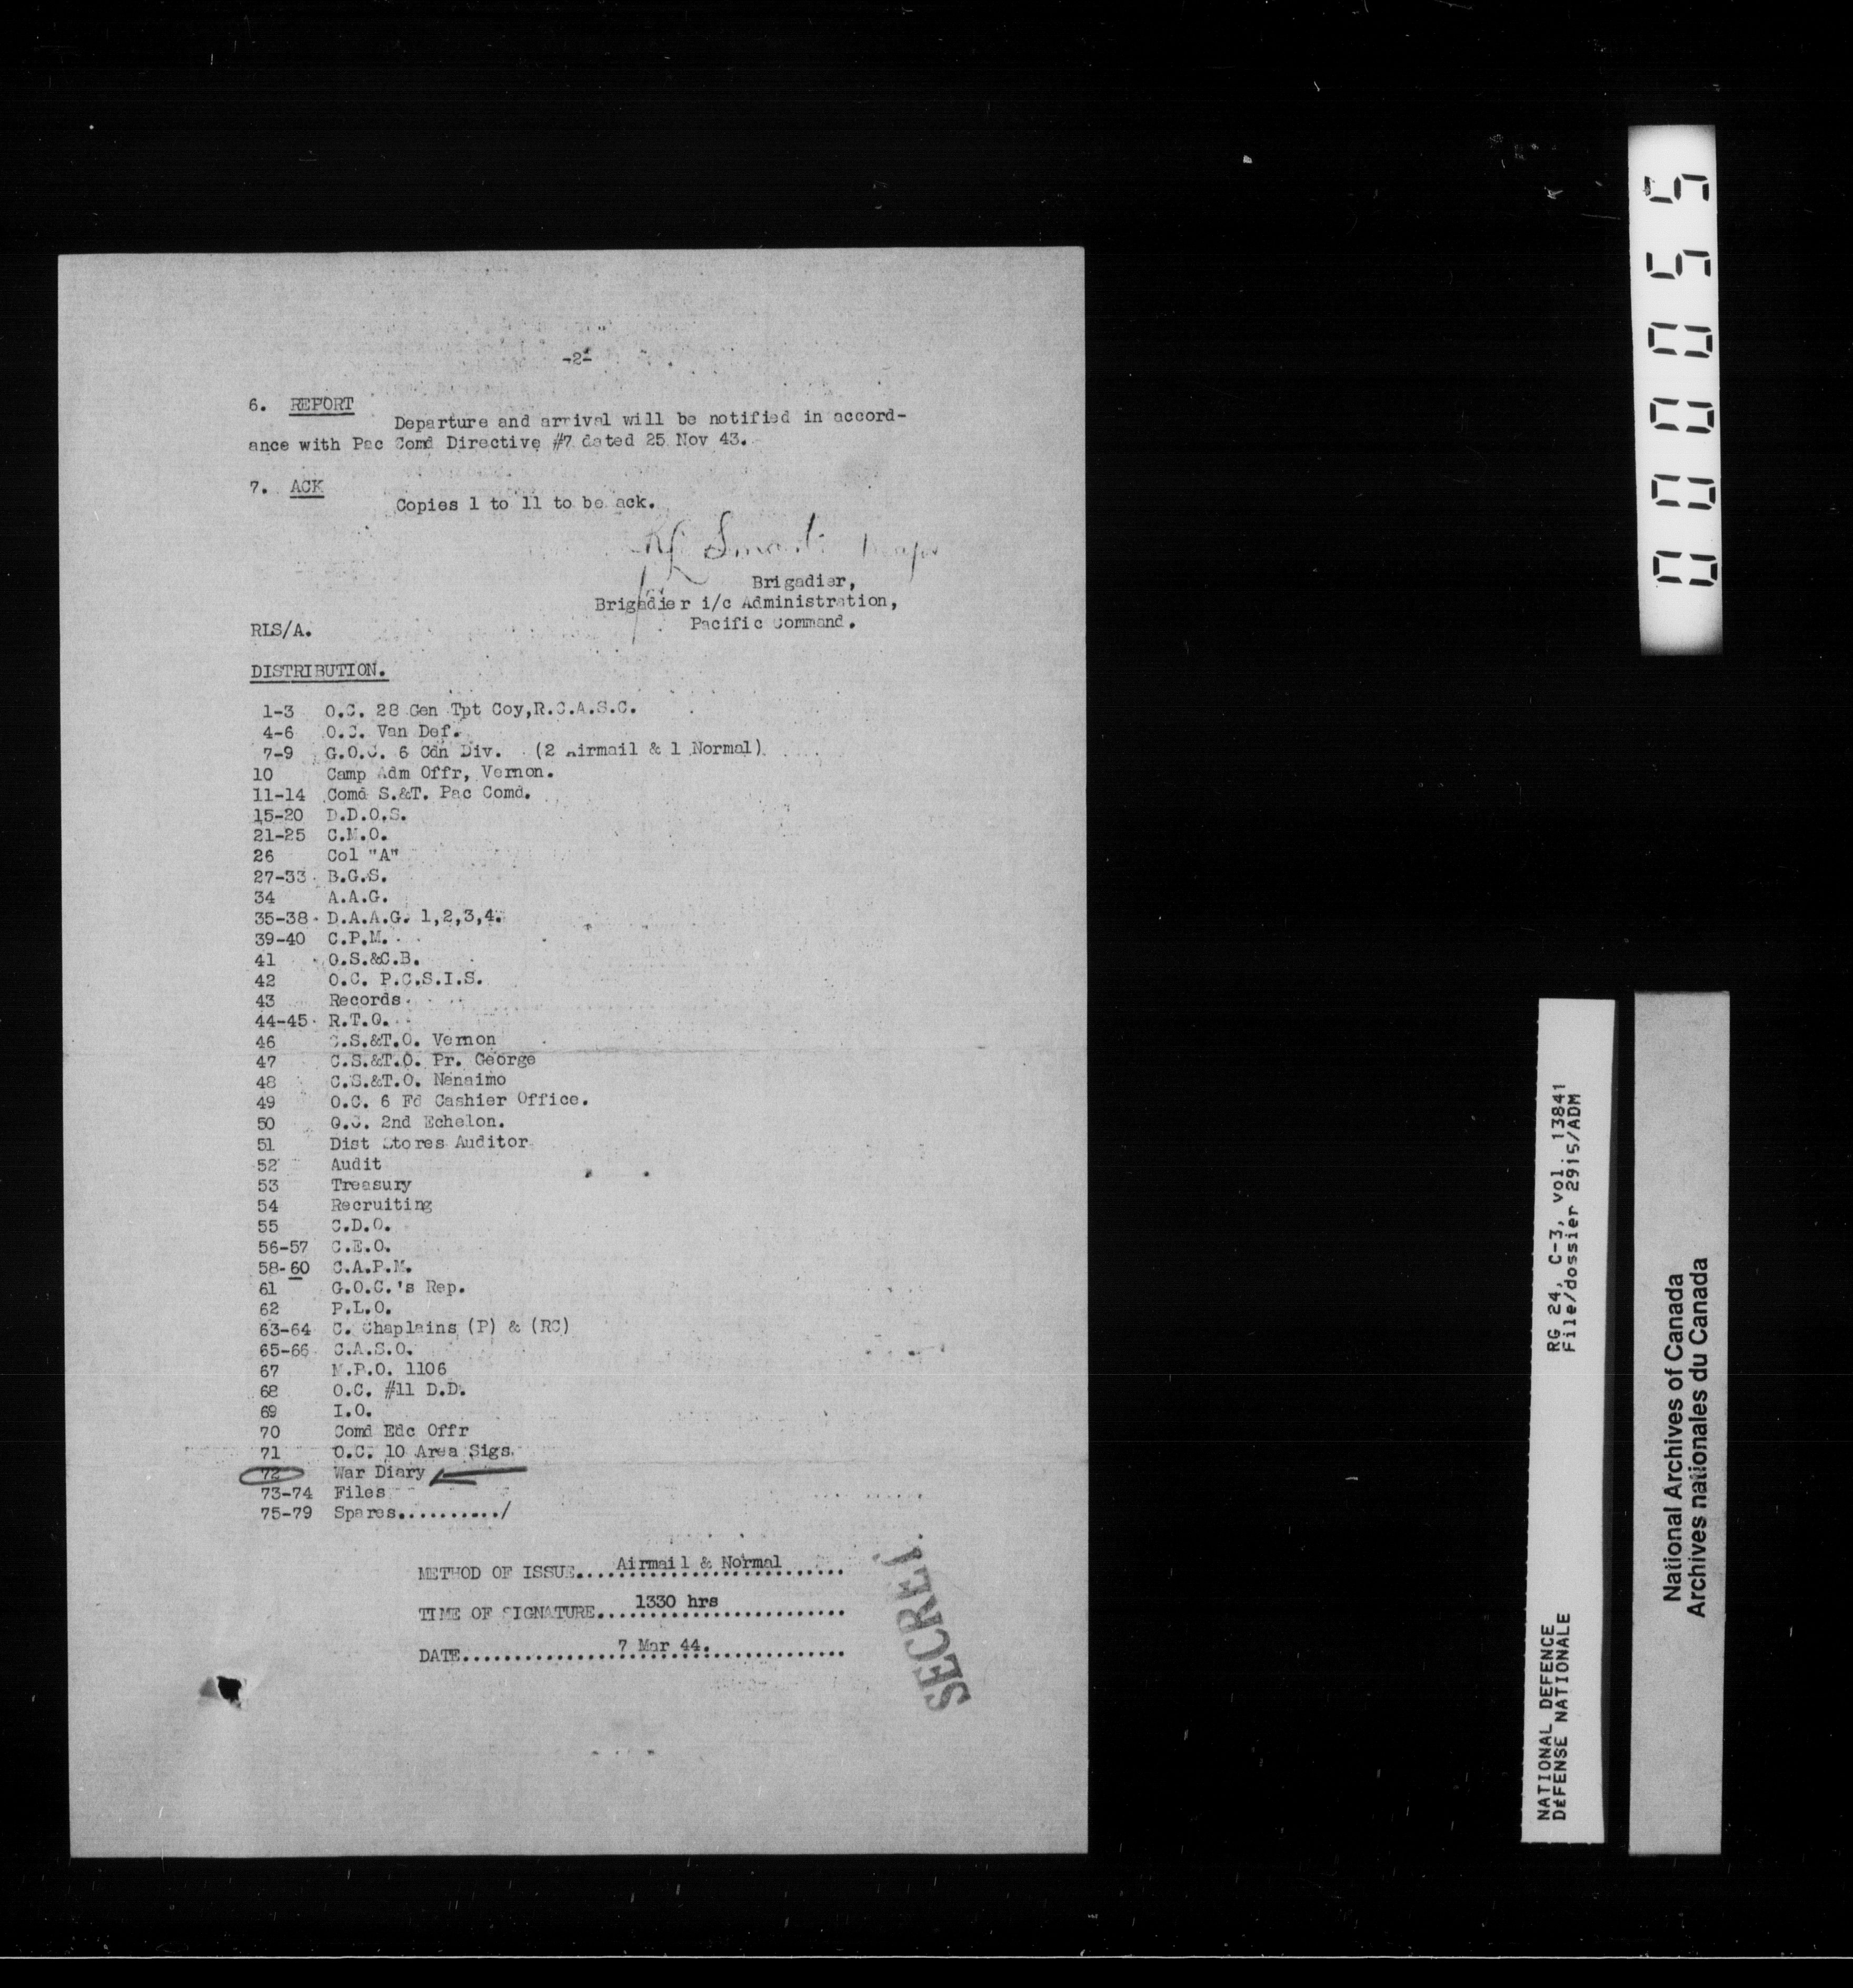 -2-
6. REPORT
Departure and arrival will be notified in accord-
ance with Pac Comd Directive #7 dated 25 Nov 43.
7. ACK
Copies 1 to 11 to be ack.
Brigadier,
Brigadier i/c Administration,
Pacific Command.
RLS/A.
DISTRIBUTION.
1-3 O.C. 28 Gen Tpt Coy,R.C.A.S.C.
4-6 O.C. Van Def.
7-9 G.O.C. 6 Cdn Div. (2 Airmail & 1 Normal)
10 Camp Adm Offr, Vernon.
11-14 Comd S.&T. Pac Comd.
15-20 D.D.O.S.
21-25 C.M.O.
26 Col "A"
27-33 B.G.S.
34 A.A.G.
35-38 D.A.A.G. 1,2,3,4.
39-40 C.P.M.
41 O.S.&C.B.
42 O.C. P.C.S.I.S.
43 Records
44-45 R.T.O.
46 C.S.&T.O. Vernon
47 C.S.&T.O. Pr. George
48 C.S.&T.O. Nanaimo
49 O.C. 6 Fd Cashier Office.
50 O.C. 2nd Echelon.
51 Dist Stores Auditor
52 Audit
53 Treasury
54 Recruiting
55 C.D.O.
56-57 C.E.O.
58-60 C.A.P.M.
61 G.O.C.'s Rep.
62 P.L.O.
63-64 C. Chaplains (P) & (RC)
65-66 C.A.S.O.
67 M.P.O. 1106
68 O.C. #11 D.D.
69 I.O.
70 Comd Edc Offr
71 O.C. 10 Area Sigs.
72 War Diary
73-74 Files
75-79 Spares........../
METHOD OF ISSUE....Airmail & Normal......
TIME OF SIGNATURE....1330 hrs............
DATE................7 Mar 44.............
SECRET.
000055
RG 24, C-3, vol. 13841
File/dossier 2915/ADM
NATIONAL DEFENCE
DéFENSE NATIONALE
National Archives of Canada
Archives nationales du Canada